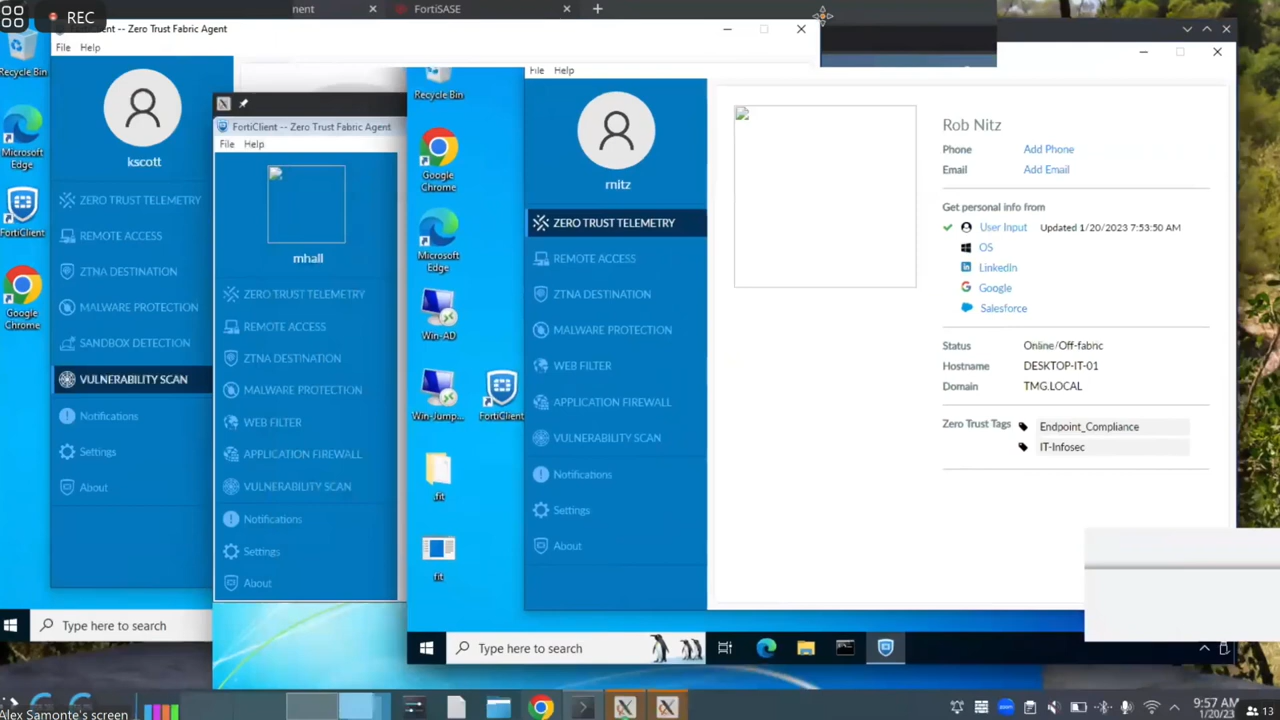 REC
nent
FortiSASE
Client -- Zero Trust Fabric Agent
File Help
Recycle Bin
Microsoft
Edge
FortiClient
Google
Chrome
kscott
ZERO TRUST TELEMETRY
REMOTE ACCESS
ZTNA DESTINATION
MALWARE PROTECTION
SANDBOX DETECTION
VULNERABILITY SCAN
Notifications
Settings
About
Type here to search
FortiClient -- Zero Trust Fabric Agent
File Help
mhall
ZERO TRUST TELEMETRY
REMOTE ACCESS
ZTNA DESTINATION
MALWARE PROTECTION
WEB FILTER
APPLICATION FIREWALL
VULNERABILITY SCAN
Notifications
Settings
About
Recycle Bin
Google
Chrome
Microsoft
Edge
Win-AD
Win-Jump...
FortiClient
.fit
fit
File Help
rnitz
ZERO TRUST TELEMETRY
REMOTE ACCESS
ZTNA DESTINATION
MALWARE PROTECTION
WEB FILTER
APPLICATION FIREWALL
VULNERABILITY SCAN
Notifications
Settings
About
Rob Nitz
Phone Add Phone
Email Add Email
Get personal info from
User Input Updated 1/20/2023 7:53:50 AM
OS
LinkedIn
Google
Salesforce
Status Online/Off-fabric
Hostname DESKTOP-IT-01
Domain TMG.LOCAL
Zero Trust Tags Endpoint_Compliance
IT-Infosec
Type here to search
Alex Samonte's screen
9:57 AM
1/20/23
13